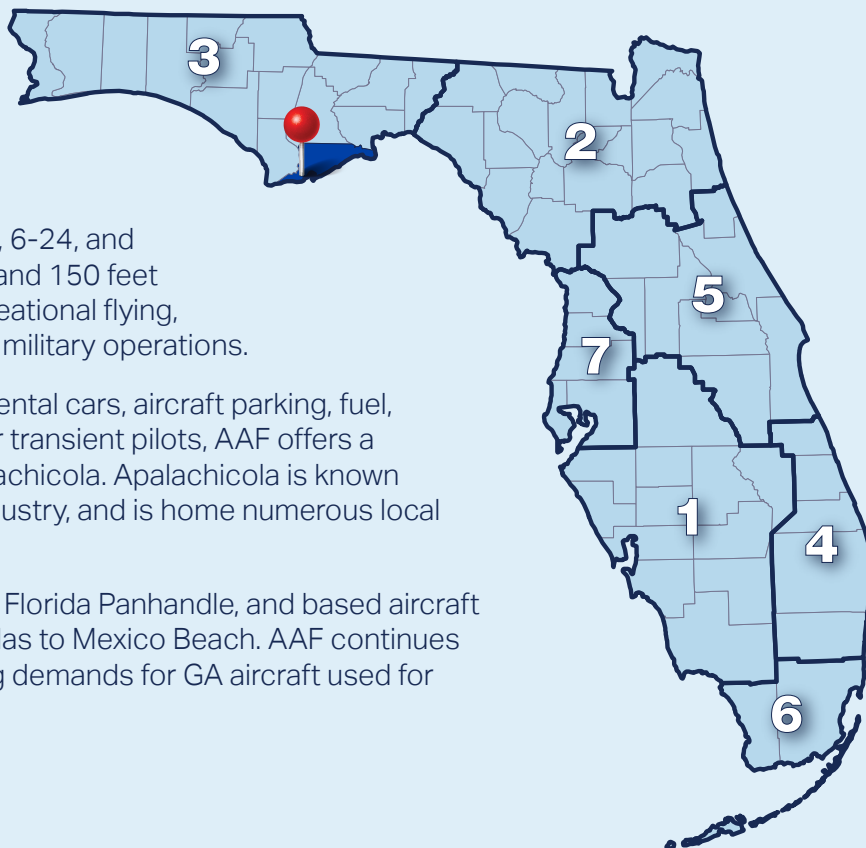 3
2
, 6-24, and
and 150 feet
eational flying,
military operations.
5
7
ental cars, aircraft parking, fuel,
r transient pilots, AAF offers a
achicola. Apalachicola is known
ustry, and is home numerous local
1
4
Florida Panhandle, and based aircraft
las to Mexico Beach. AAF continues
g demands for GA aircraft used for
6